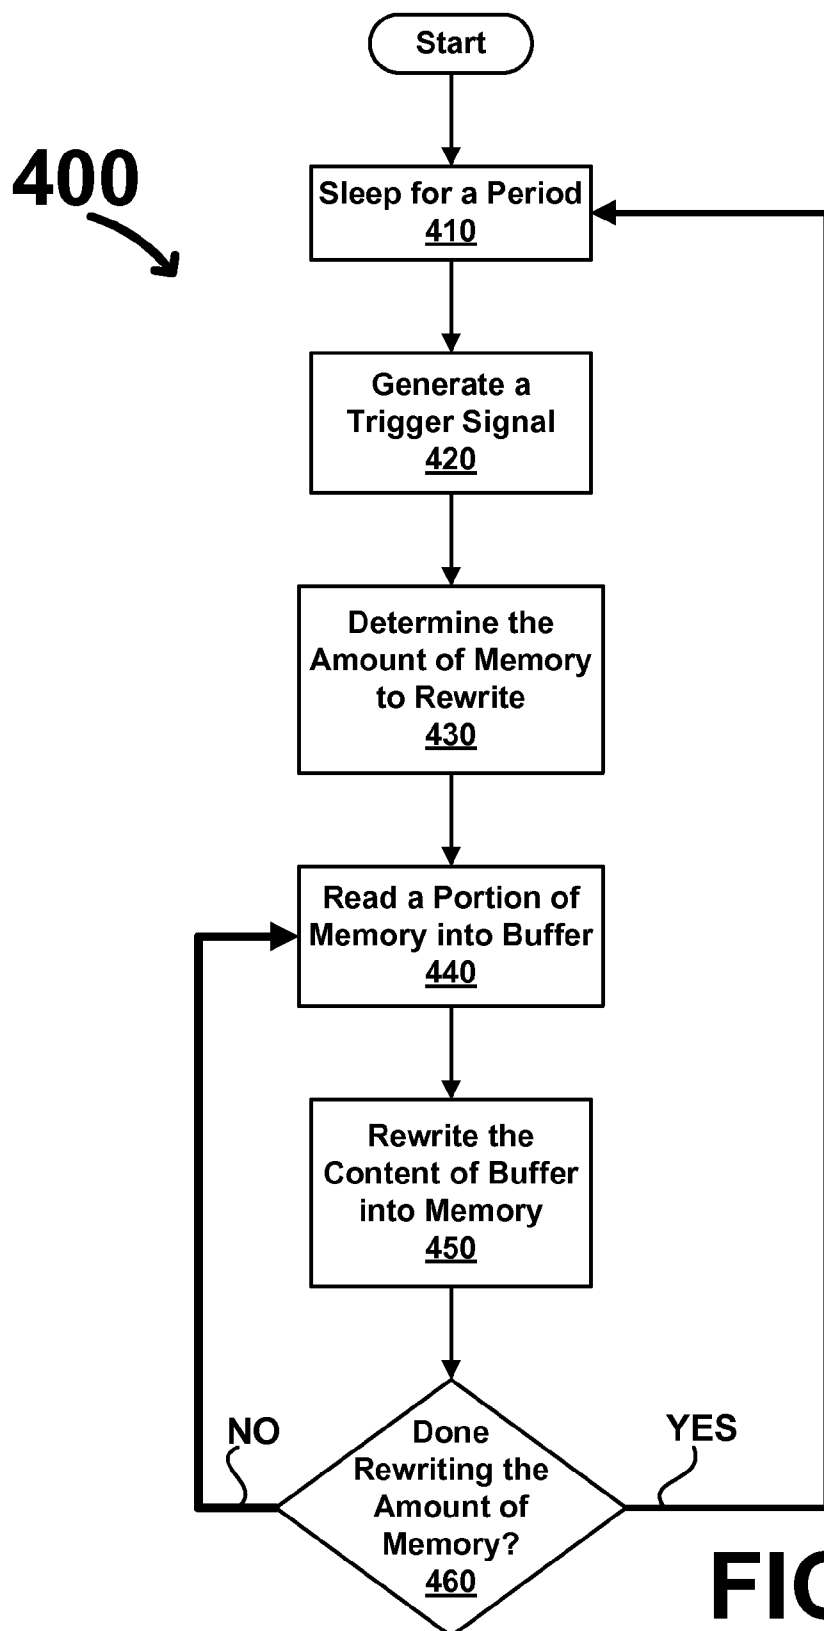 Start
400
Sleep for a Period
410
Generate a
Trigger Signal
420
Determine the
Amount of Memory
to Rewrite
430
Read a Portion of
Memory into Buffer
440
Rewrite the
Content of Buffer
into Memory
450
NO
YES
Done
Rewriting the
Amount of
Memory?
460